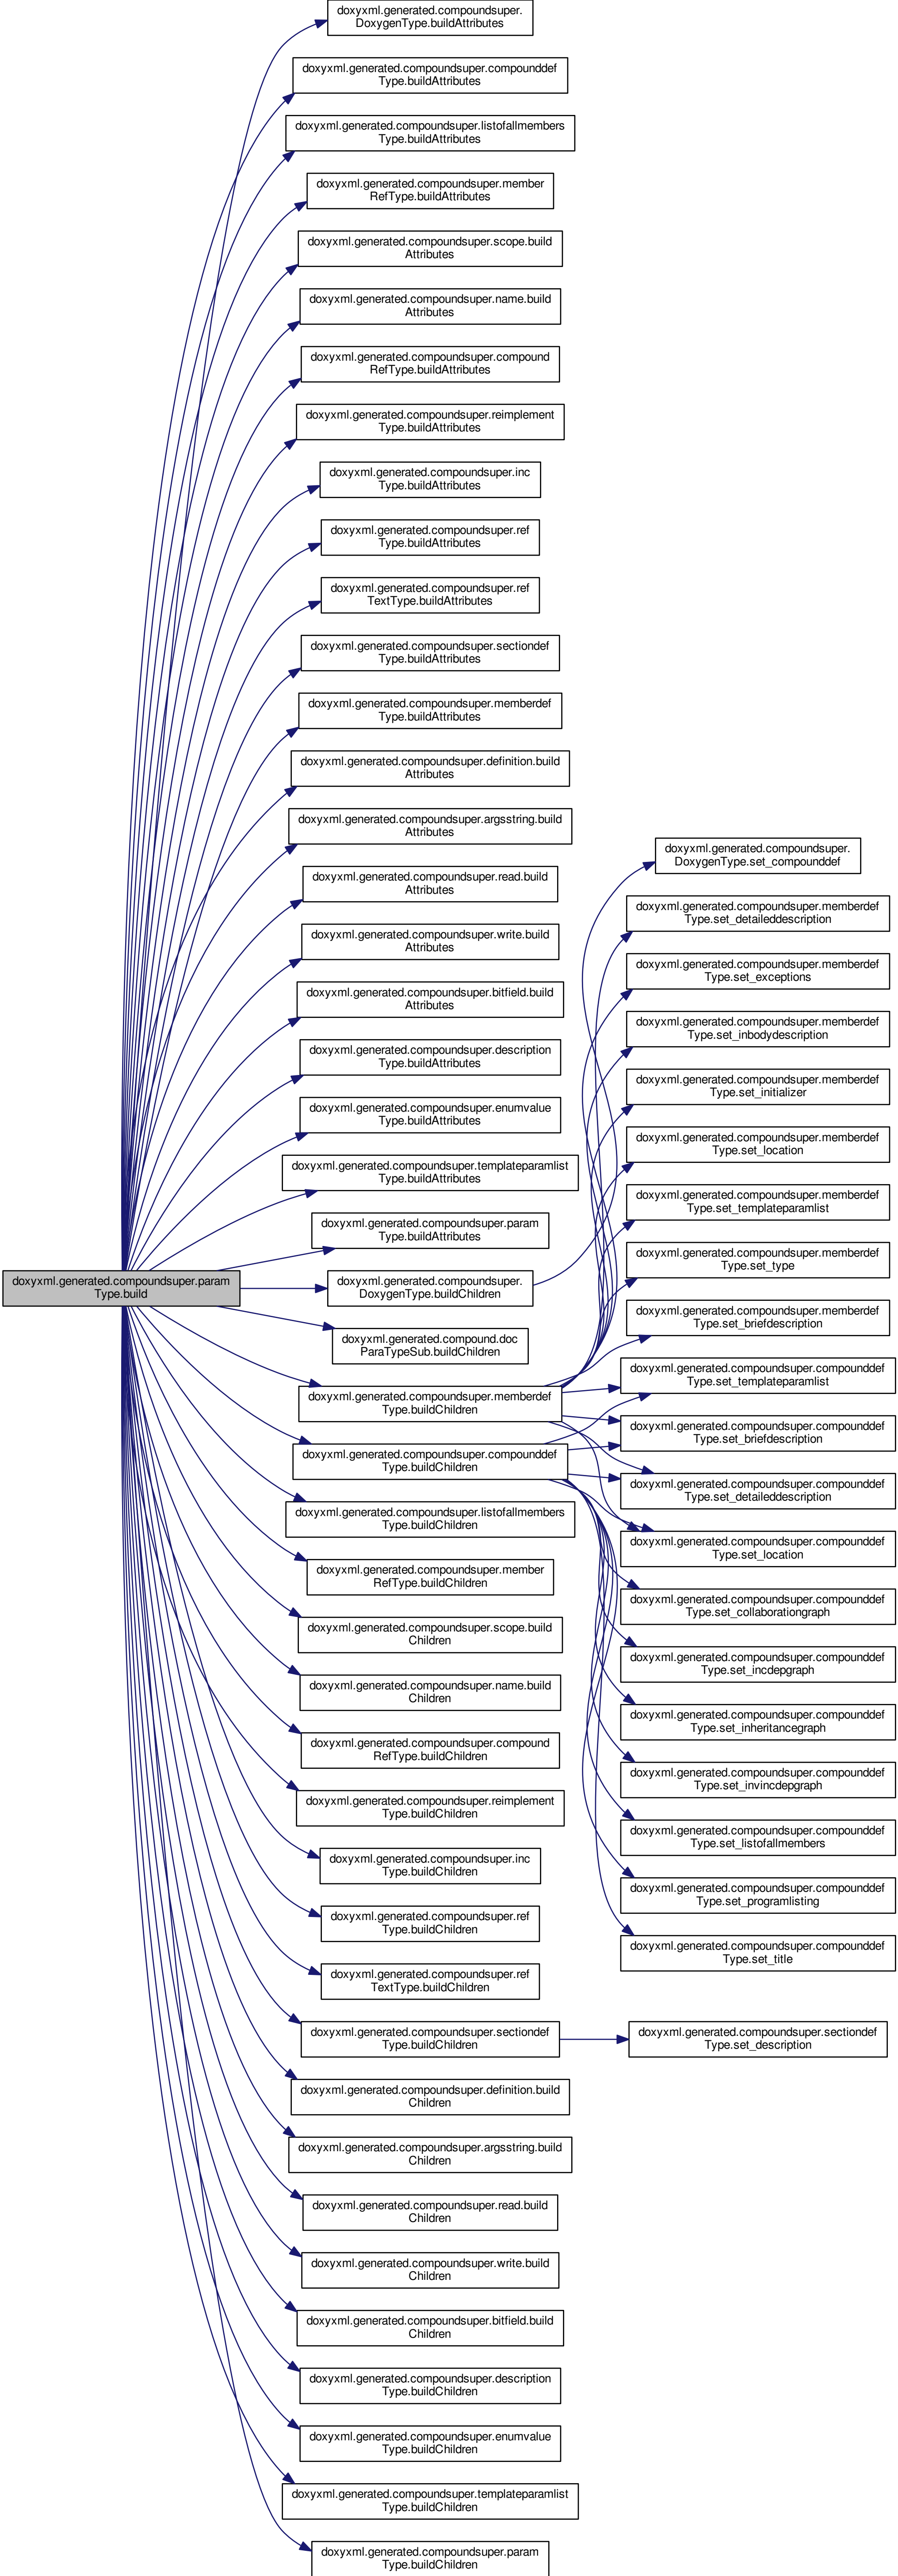 doxyxml.generated.compoundsuper.
DoxygenType.buildAttributes
doxyxml.generated.compoundsuper.compounddef
Type.buildAttributes
doxyxml.generated.compoundsuper.listofallmembers
Type.buildAttributes
doxyxml.generated.compoundsuper.member
RefType.buildAttributes
doxyxml.generated.compoundsuper.scope.build
Attributes
doxyxml.generated.compoundsuper.name.build
Attributes
doxyxml.generated.compoundsuper.compound
RefType.buildAttributes
doxyxml.generated.compoundsuper.reimplement
Type.buildAttributes
doxyxml.generated.compoundsuper.inc
Type.buildAttributes
doxyxml.generated.compoundsuper.ref
Type.buildAttributes
doxyxml.generated.compoundsuper.ref
TextType.buildAttributes
doxyxml.generated.compoundsuper.sectiondef
Type.buildAttributes
doxyxml.generated.compoundsuper.memberdef
Type.buildAttributes
doxyxml.generated.compoundsuper.definition.build
Attributes
doxyxml.generated.compoundsuper.argsstring.build
Attributes
doxyxml.generated.compoundsuper.read.build
Attributes
doxyxml.generated.compoundsuper.write.build
Attributes
doxyxml.generated.compoundsuper.bitfield.build
Attributes
doxyxml.generated.compoundsuper.description
Type.buildAttributes
doxyxml.generated.compoundsuper.enumvalue
Type.buildAttributes
doxyxml.generated.compoundsuper.templateparamlist
Type.buildAttributes
doxyxml.generated.compoundsuper.param
Type.buildAttributes
doxyxml.generated.compoundsuper.param
Type.build
doxyxml.generated.compoundsuper.
DoxygenType.buildChildren
doxyxml.generated.compound.doc
ParaTypeSub.buildChildren
doxyxml.generated.compoundsuper.memberdef
Type.buildChildren
doxyxml.generated.compoundsuper.compounddef
Type.buildChildren
doxyxml.generated.compoundsuper.listofallmembers
Type.buildChildren
doxyxml.generated.compoundsuper.member
RefType.buildChildren
doxyxml.generated.compoundsuper.scope.build
Children
doxyxml.generated.compoundsuper.name.build
Children
doxyxml.generated.compoundsuper.compound
RefType.buildChildren
doxyxml.generated.compoundsuper.reimplement
Type.buildChildren
doxyxml.generated.compoundsuper.inc
Type.buildChildren
doxyxml.generated.compoundsuper.ref
Type.buildChildren
doxyxml.generated.compoundsuper.ref
TextType.buildChildren
doxyxml.generated.compoundsuper.sectiondef
Type.buildChildren
doxyxml.generated.compoundsuper.definition.build
Children
doxyxml.generated.compoundsuper.argsstring.build
Children
doxyxml.generated.compoundsuper.read.build
Children
doxyxml.generated.compoundsuper.write.build
Children
doxyxml.generated.compoundsuper.bitfield.build
Children
doxyxml.generated.compoundsuper.description
Type.buildChildren
doxyxml.generated.compoundsuper.enumvalue
Type.buildChildren
doxyxml.generated.compoundsuper.templateparamlist
Type.buildChildren
doxyxml.generated.compoundsuper.param
Type.buildChildren
doxyxml.generated.compoundsuper.
DoxygenType.set_compounddef
doxyxml.generated.compoundsuper.memberdef
Type.set_detaileddescription
doxyxml.generated.compoundsuper.memberdef
Type.set_exceptions
doxyxml.generated.compoundsuper.memberdef
Type.set_inbodydescription
doxyxml.generated.compoundsuper.memberdef
Type.set_initializer
doxyxml.generated.compoundsuper.memberdef
Type.set_location
doxyxml.generated.compoundsuper.memberdef
Type.set_templateparamlist
doxyxml.generated.compoundsuper.memberdef
Type.set_type
doxyxml.generated.compoundsuper.memberdef
Type.set_briefdescription
doxyxml.generated.compoundsuper.compounddef
Type.set_templateparamlist
doxyxml.generated.compoundsuper.compounddef
Type.set_briefdescription
doxyxml.generated.compoundsuper.compounddef
Type.set_detaileddescription
doxyxml.generated.compoundsuper.compounddef
Type.set_location
doxyxml.generated.compoundsuper.compounddef
Type.set_collaborationgraph
doxyxml.generated.compoundsuper.compounddef
Type.set_incdepgraph
doxyxml.generated.compoundsuper.compounddef
Type.set_inheritancegraph
doxyxml.generated.compoundsuper.compounddef
Type.set_invincdepgraph
doxyxml.generated.compoundsuper.compounddef
Type.set_listofallmembers
doxyxml.generated.compoundsuper.compounddef
Type.set_programlisting
doxyxml.generated.compoundsuper.compounddef
Type.set_title
doxyxml.generated.compoundsuper.sectiondef
Type.set_description